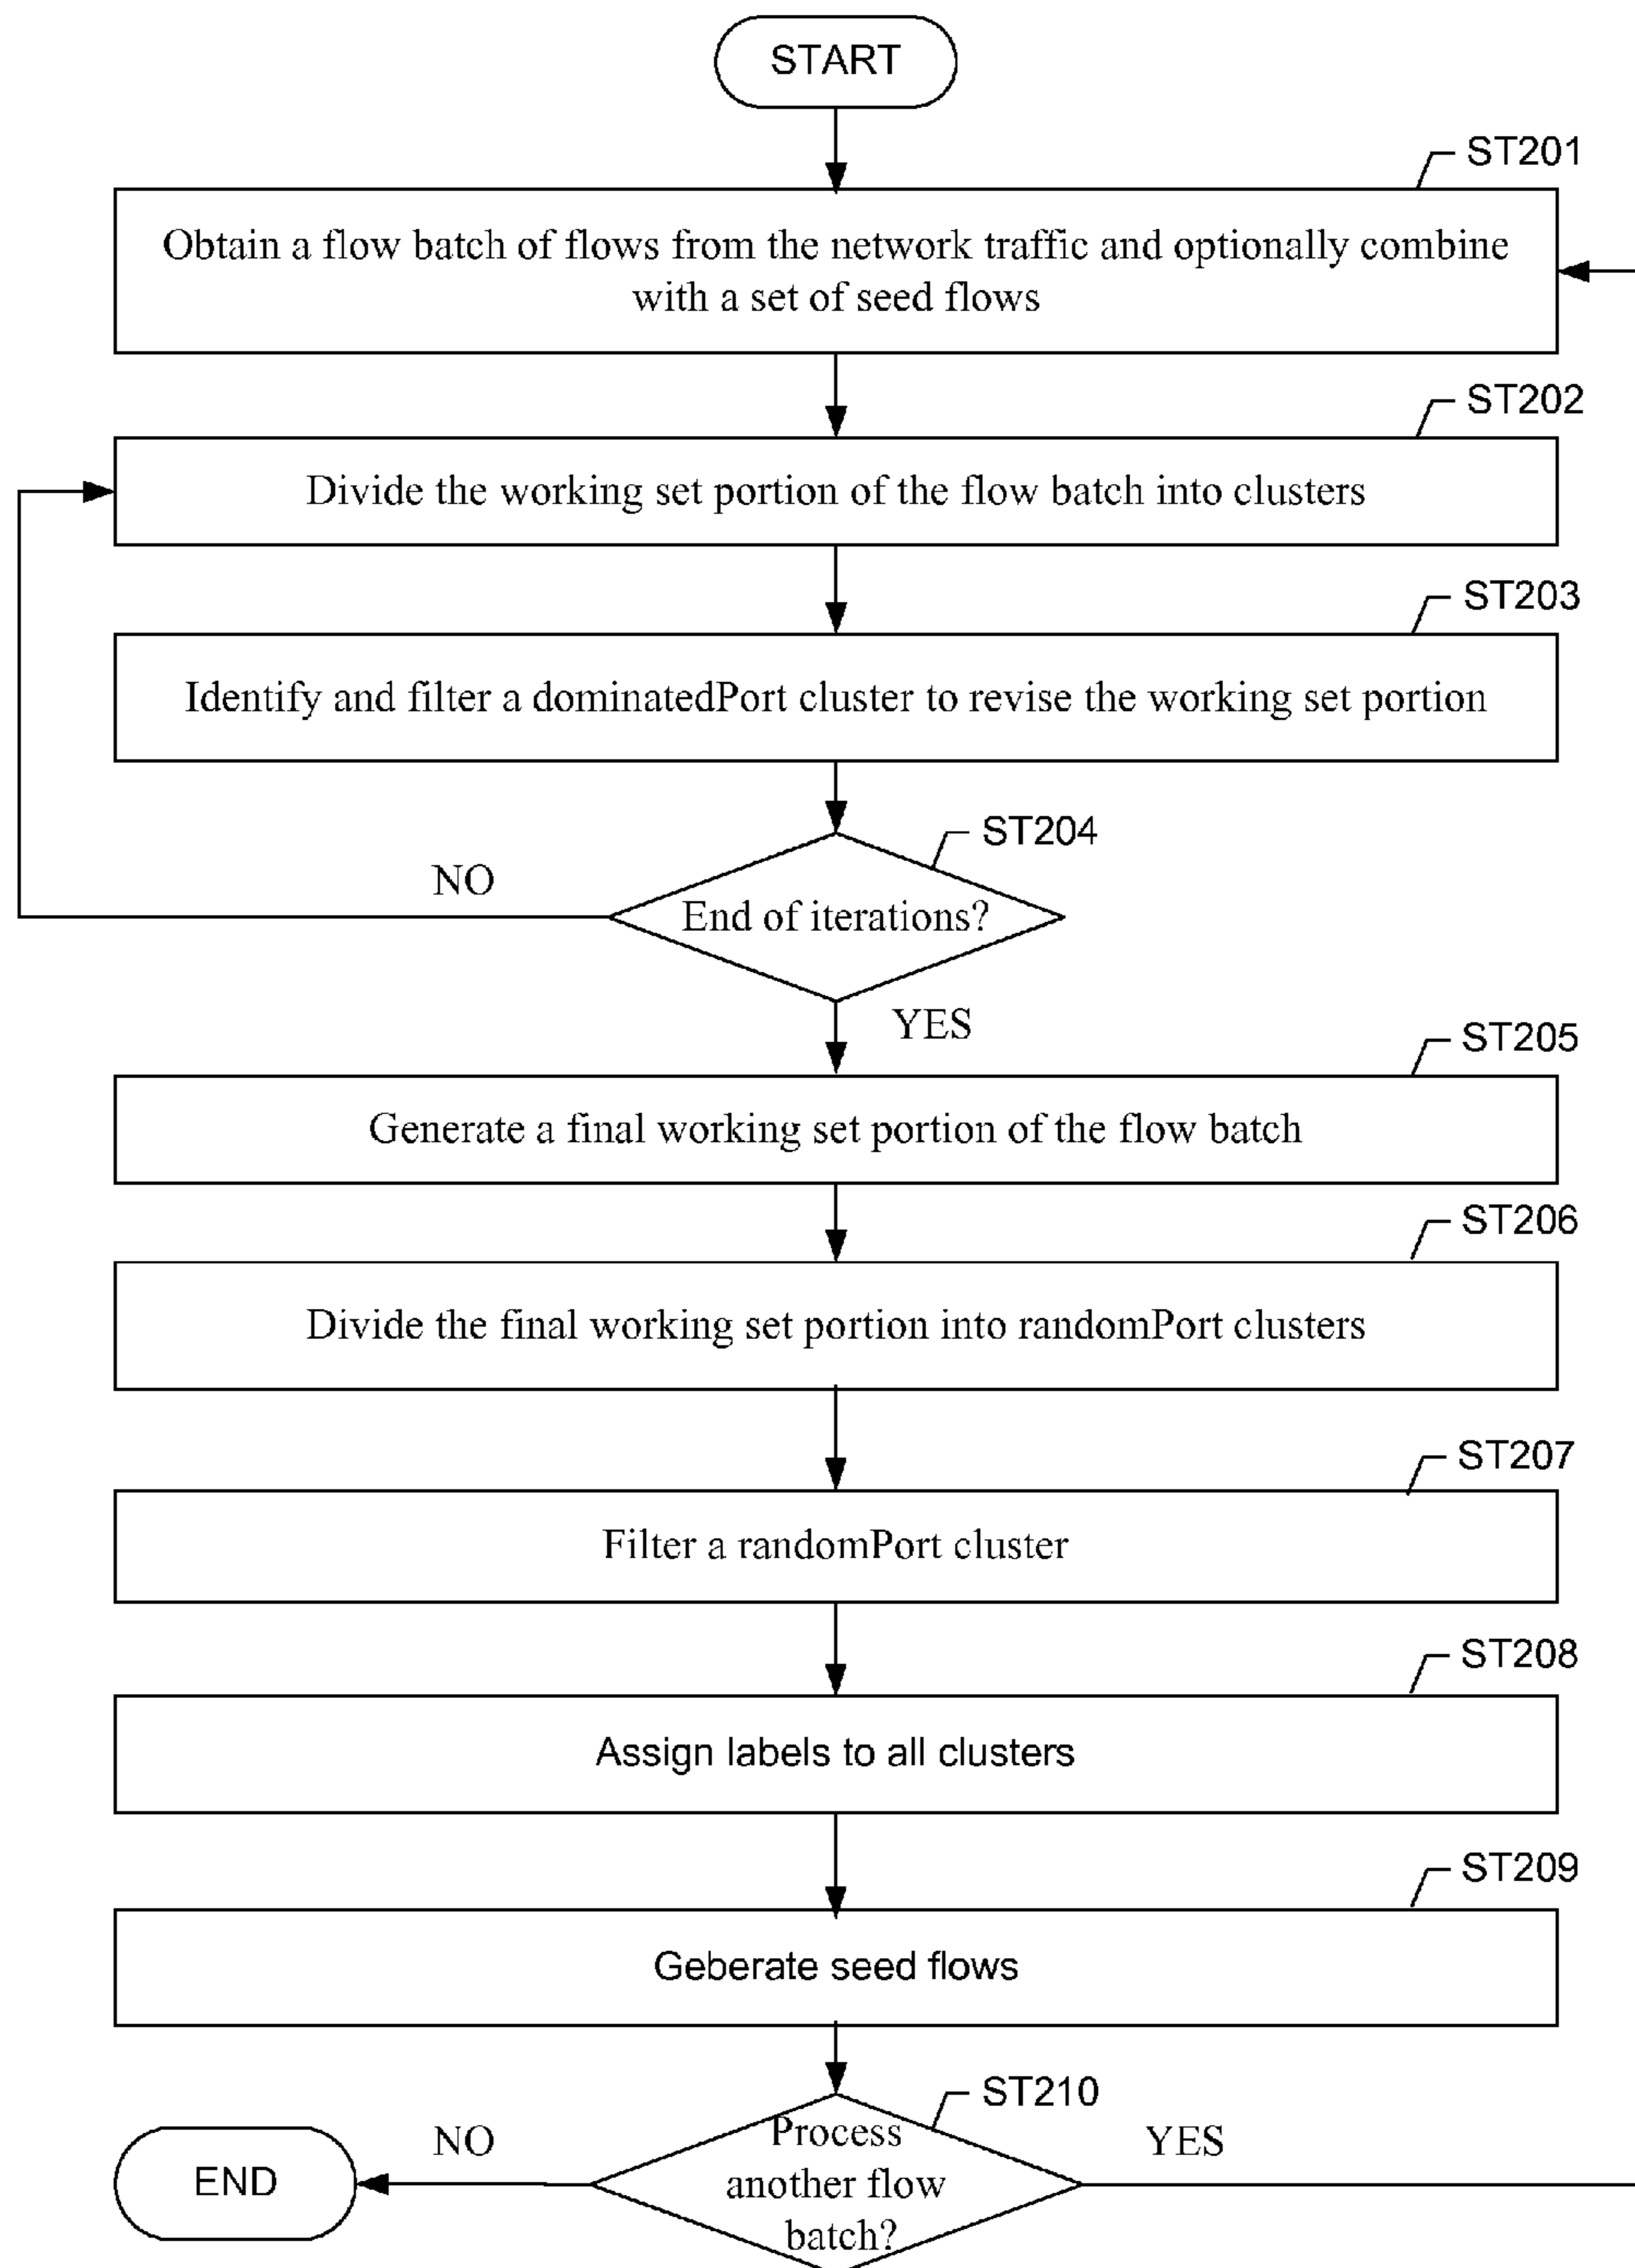 START
ST201
Obtain a flow batch of flows from the network traffic and optionally combine
with a set of seed flows
ST202
Divide the working set portion of the flow batch into clusters
ST203
Identify and filter a dominatedPort cluster to revise the working set portion
ST204
NO
End of iterations?
YES
ST205
Generate a final working set portion of the flow batch
ST206
Divide the final working set portion into randomPort clusters
ST207
Filter a randomPort cluster
ST208
Assign labels to all clusters
ST209
Geberate seed flows
ST210
Process
another flow
batch?
NO
YES
END